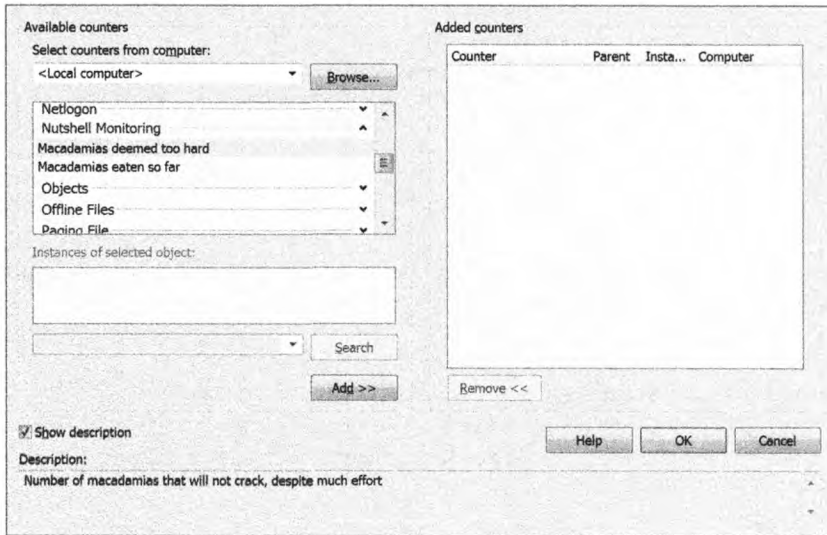 Available counters
Select counters from computer:
<Local computer>
Browse...
Netlogon
Nutshell Monitoring
Macadamias deemed too hard
Macadamias eaten so far
Objects
Offline Files
Paging File
Instances of selected object:
Search
Add >>
Show description
Description:
Number of macadamias that will not crack, despite much effort
Added counters
Counter Parent Insta... Computer
Remove <<
Help OK Cancel